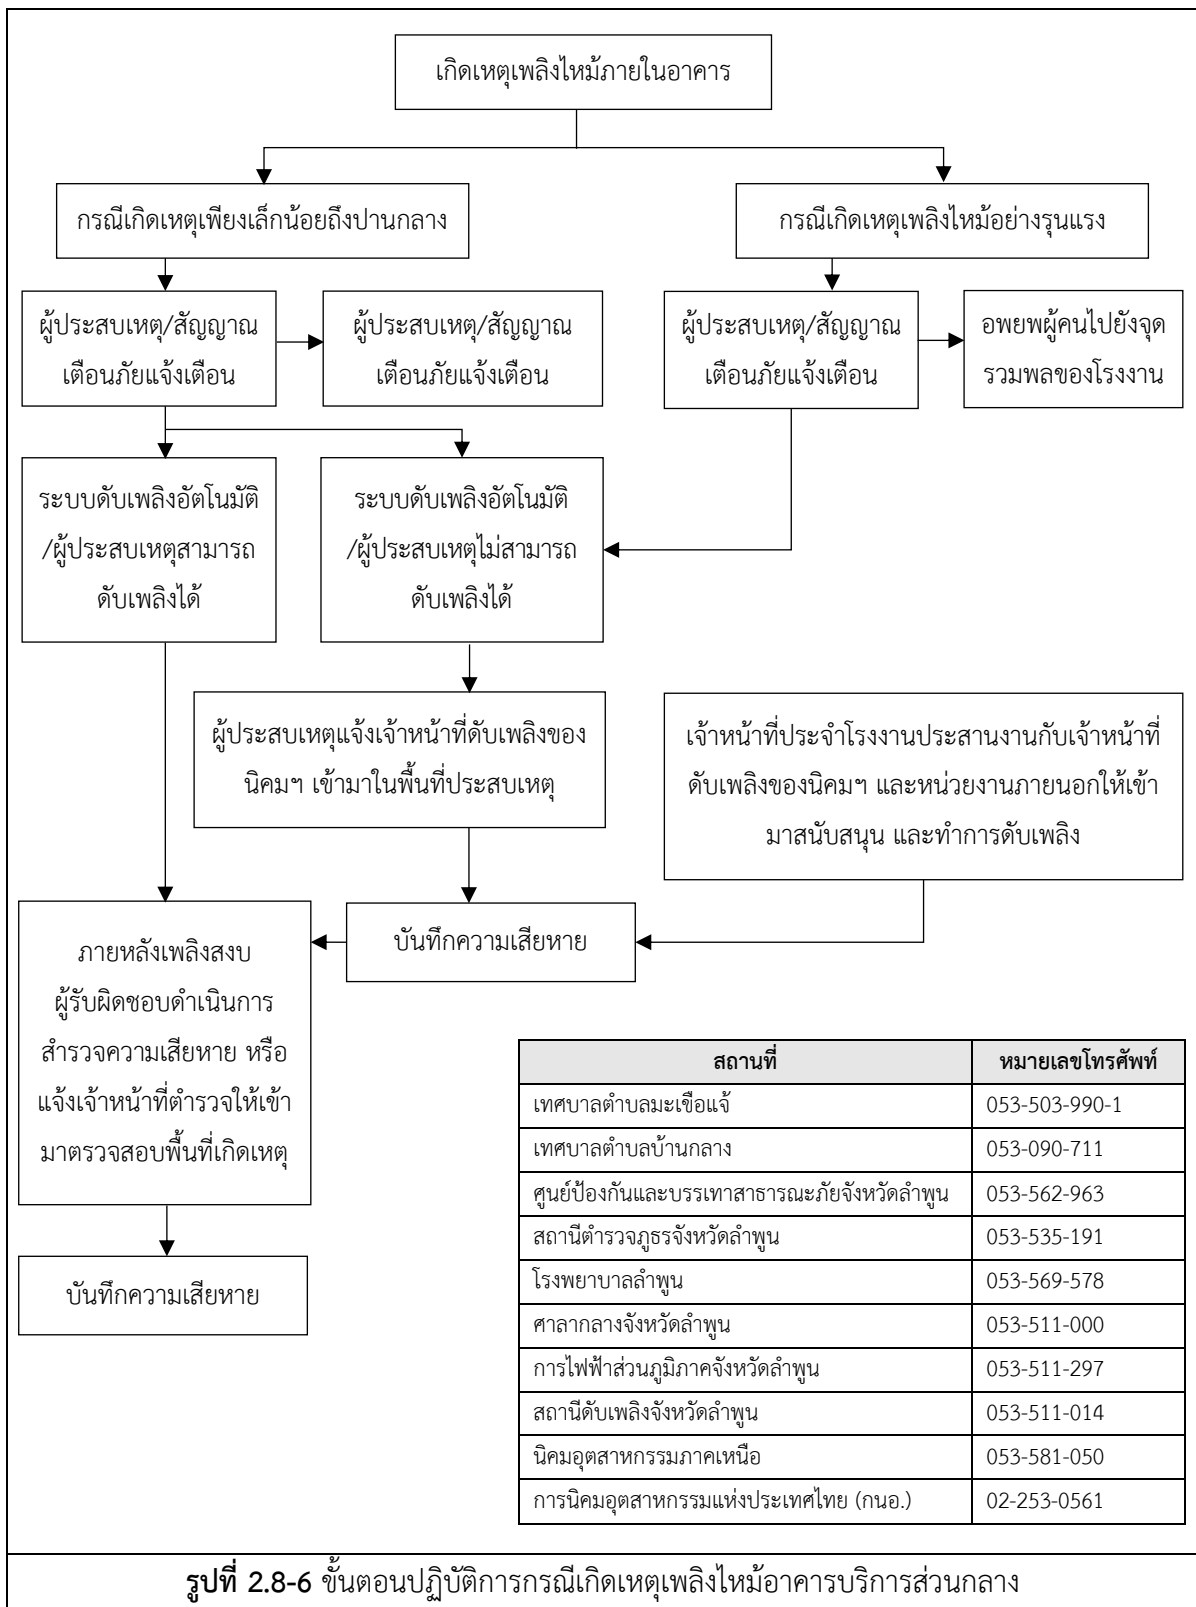 เกิดเหตุเพลิงไหม้ภายในอาคาร
กรณีเกิดเหตุเพียงเล็กน้อยถึงปานกลาง
กรณีเกิดเหตุเพลิงไหม้อย่างรุนแรง
ผู้ประสบเหตุ/สัญญาณ
เตือนภัยแจ้งเตือน
ผู้ประสบเหตุ/สัญญาณ
เตือนภัยแจ้งเตือน
ผู้ประสบเหตุ/สัญญาณ
เตือนภัยแจ้งเตือน
อพยพผู้คนไปยังจุด
รวมพลของโรงงาน
ระบบดับเพลิงอัตโนมัติ
/ผู้ประสบเหตุสามารถ
ดับเพลิงได้
ระบบดับเพลิงอัตโนมัติ
/ผู้ประสบเหตุไม่สามารถ
ดับเพลิงได้
ผู้ประสบเหตุแจ้งเจ้าหน้าที่ดับเพลิงของ
นิคมฯ เข้ามาในพื้นที่ประสบเหตุ
เจ้าหน้าที่ประจำโรงงานประสานงานกับเจ้าหน้าที่
ดับเพลิงของนิคมฯ และหน่วยงานภายนอกให้เข้า
มาสนับสนุน และทำการดับเพลิง
ภายหลังเพลิงสงบ
ผู้รับผิดชอบดำเนินการ
สำรวจความเสียหาย หรือ
แจ้งเจ้าหน้าที่ตำรวจให้เข้า
มาตรวจสอบพื้นที่เกิดเหตุ
บันทึกความเสียหาย
บันทึกความเสียหาย
สถานที่ หมายเลขโทรศัพท์
เทศบาลตำบลมะเขือแจ้ 053-503-990-1
เทศบาลตำบลบ้านกลาง 053-090-711
ศูนย์ป้องกันและบรรเทาสาธารณะภัยจังหวัดลำพูน 053-562-963
สถานีตำรวจภูธรจังหวัดลำพูน 053-535-191
โรงพยาบาลลำพูน 053-569-578
ศาลากลางจังหวัดลำพูน 053-511-000
การไฟฟ้าส่วนภูมิภาคจังหวัดลำพูน 053-511-297
สถานีดับเพลิงจังหวัดลำพูน 053-511-014
นิคมอุตสาหกรรมภาคเหนือ 053-581-050
การนิคมอุตสาหกรรมแห่งประเทศไทย (กนอ.) 02-253-0561
รูปที่ 2.8-6 ขั้นตอนปฏิบัติการกรณีเกิดเหตุเพลิงไหม้อาคารบริการส่วนกลาง